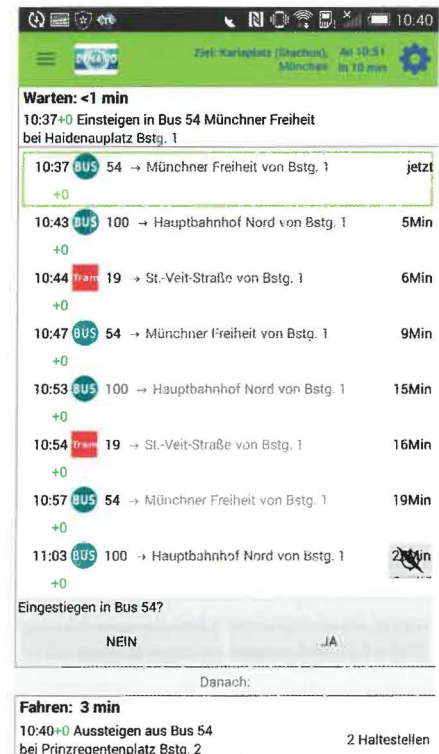 10:40
DYNAMO
Ziel: Karlsplatz (Stachus), An 10:51
München in 10 min
Warten: <1 min
10:37+0 Einsteigen in Bus 54 Münchner Freiheit
bei Haidenauplatz Bstg. 1
10:37 BUS 54 → Münchner Freiheit von Bstg. 1 jetzt
+0
10:43 BUS 100 → Hauptbahnhof Nord von Bstg. 1 5Min
+0
10:44 Tram 19 → St.-Veit-Straße von Bstg. 1 6Min
+0
10:47 BUS 54 → Münchner Freiheit von Bstg. 1 9Min
+0
10:53 BUS 100 → Hauptbahnhof Nord von Bstg. 1 15Min
+0
10:54 Tram 19 → St.-Veit-Straße von Bstg. 1 16Min
+0
10:57 BUS 54 → Münchner Freiheit von Bstg. 1 19Min
+0
11:03 BUS 100 → Hauptbahnhof Nord von Bstg. 1
+0
Eingestiegen in Bus 54?
NEIN JA
Danach:
Fahren: 3 min
10:40+0 Aussteigen aus Bus 54
bei Prinzregentenplatz Bstg. 2 2 Haltestellen